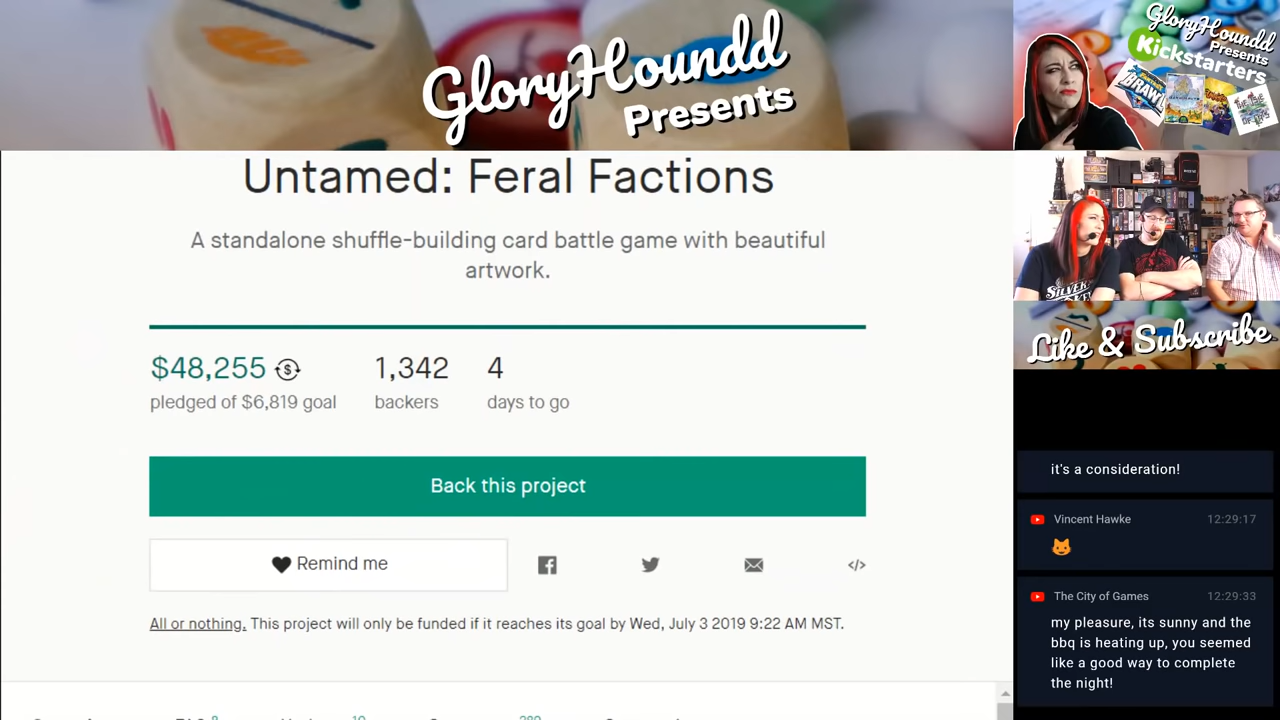 GloryHoundd
Presents
GloryHoundd
Presents
Kickstarters
BRAWL
Untamed: Feral Factions
A standalone shuffle-building card battle game with beautiful
artwork.
$48,255
1,342
4
pledged of $6,819 goal
backers
days to go
Back this project
Remind me
All or nothing. This project will only be funded if it reaches its goal by Wed, July 3 2019 9:22 AM MST.
Like & Subscribe
it's a consideration!
Vincent Hawke 12:29:17
The City of Games 12:29:33
my pleasure, its sunny and the
bbq is heating up, you seemed
like a good way to complete
the night!